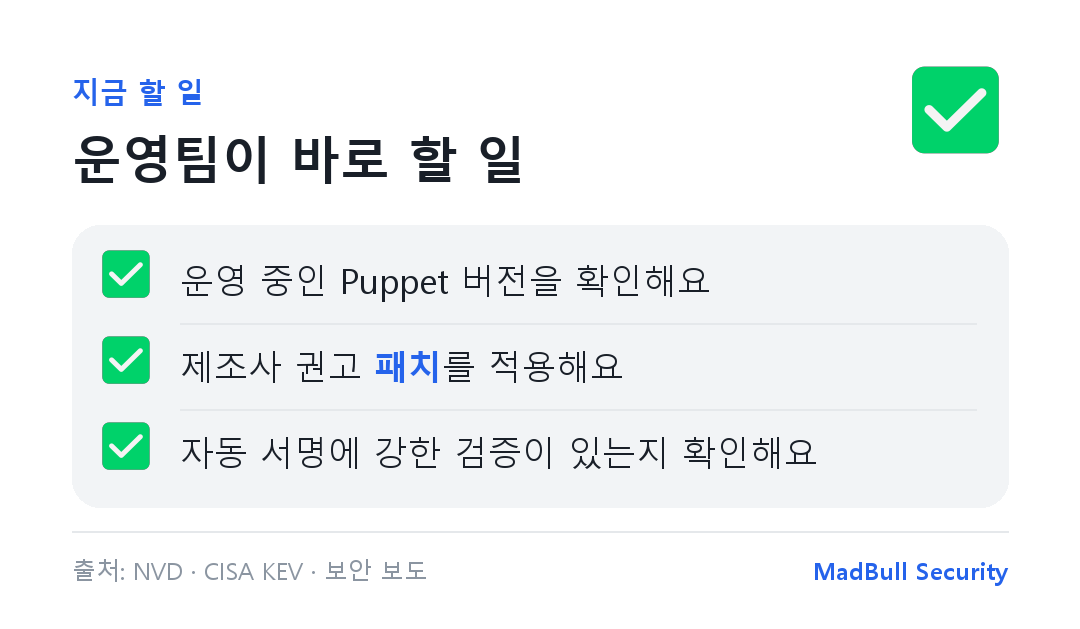 지금 할 일
운영팀이 바로 할 일
운영 중인 Puppet 버전을 확인해요
제조사 권고 패치를 적용해요
자동 서명에 강한 검증이 있는지 확인해요
출처: NVD · CISA KEV · 보안 보도
MadBull Security